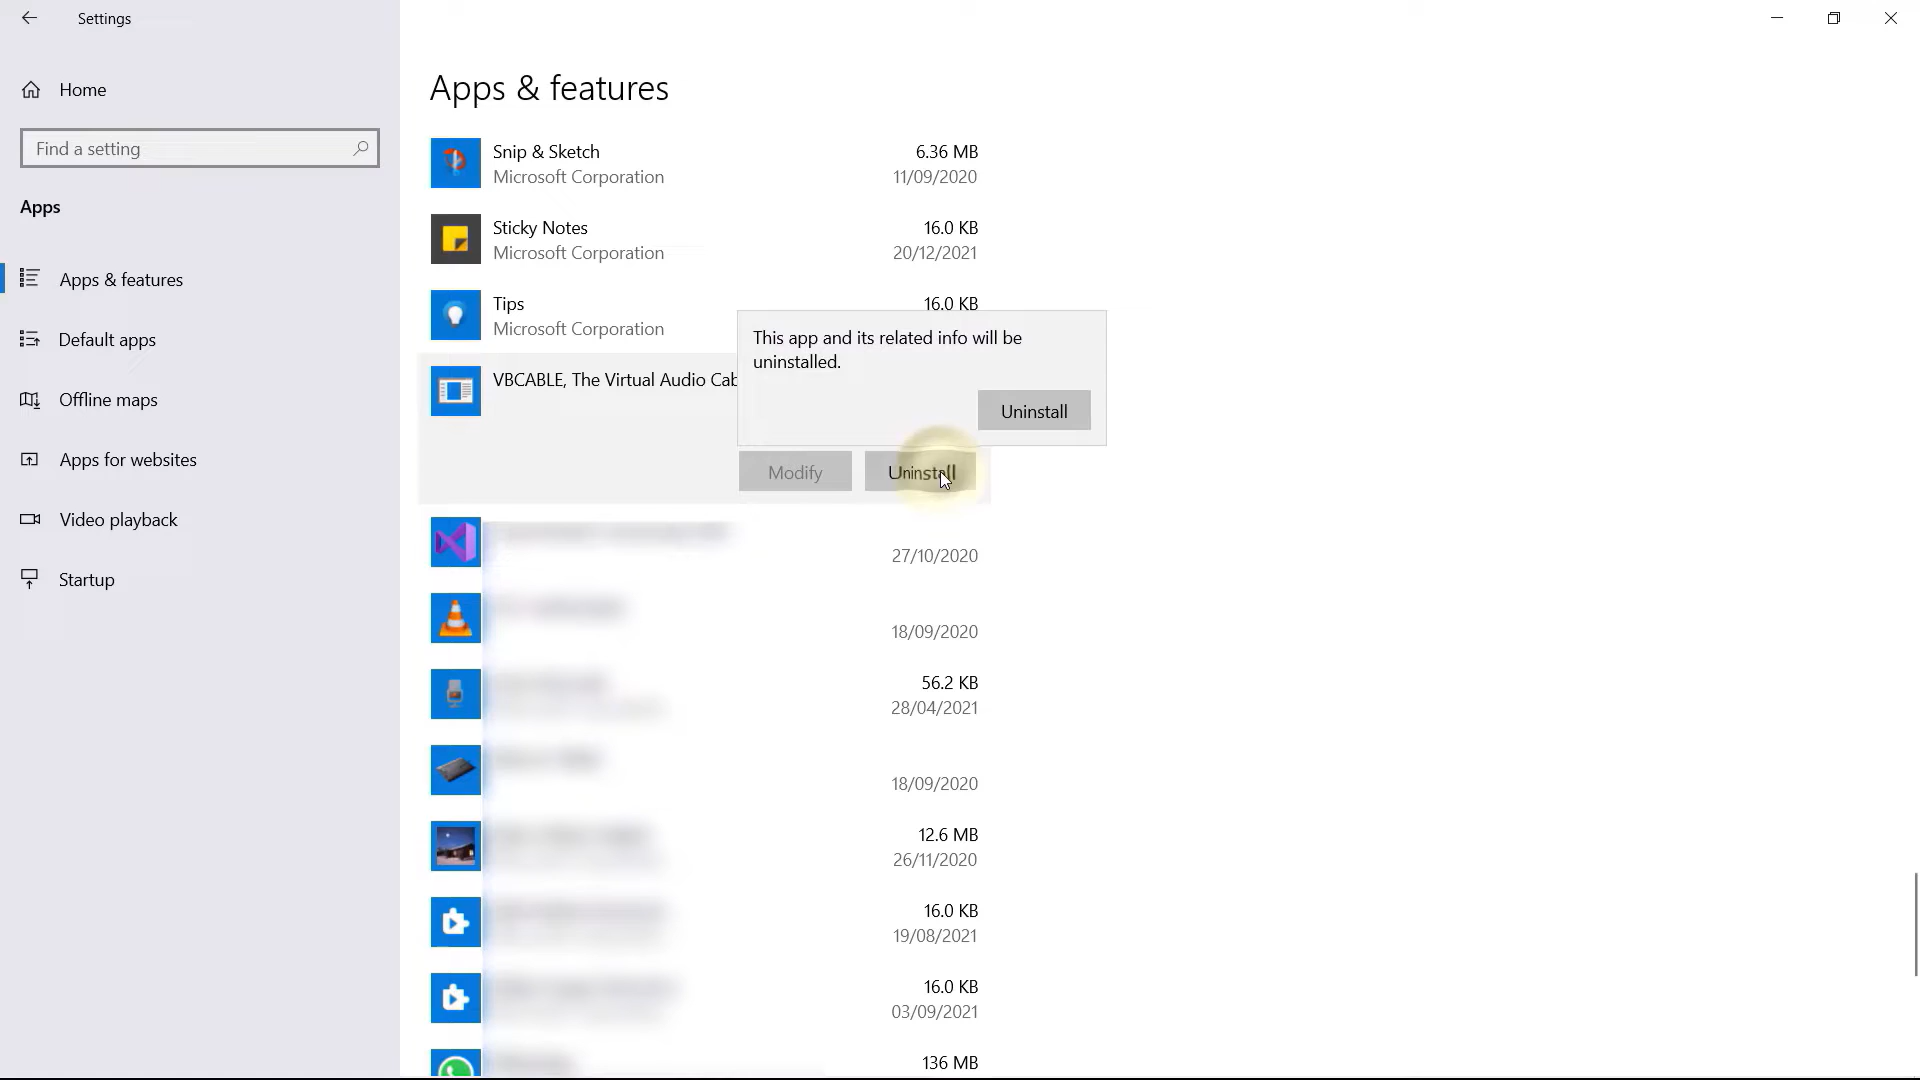 Settings
Home
Find a setting
Apps
Apps & features
Default apps
Offline maps
Apps for websites
Video playback
Startup
Apps & features
Snip & Sketch
6.36 MB
Microsoft Corporation
11/09/2020
Sticky Notes
16.0 KB
Microsoft Corporation
20/12/2021
Tips
16.0 KB
Microsoft Corporation
This app and its related info will be
uninstalled.
Uninstall
VBCABLE, The Virtual Audio Cab
Modify
Uninstall
27/10/2020
18/09/2020
56.2 KB
28/04/2021
18/09/2020
12.6 MB
26/11/2020
16.0 KB
19/08/2021
16.0 KB
03/09/2021
136 MB